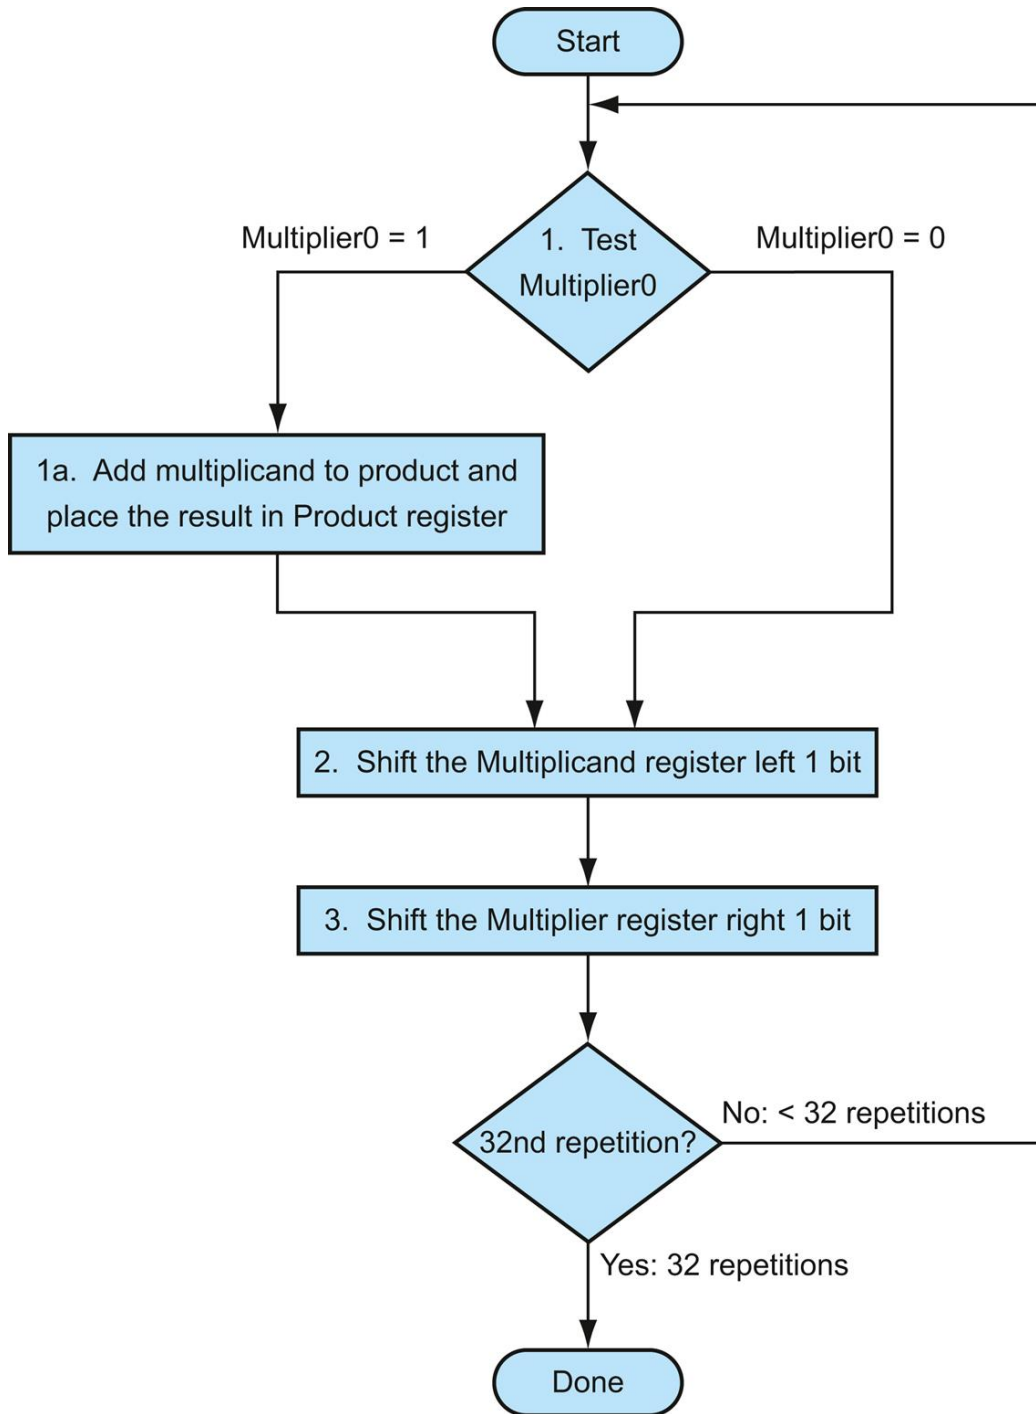 Start
Multiplier0 = 1
1. Test
Multiplier0
Multiplier0 = 0
1a. Add multiplicand to product and
place the result in Product register
2. Shift the Multiplicand register left 1 bit
3. Shift the Multiplier register right 1 bit
32nd repetition?
No: < 32 repetitions
Yes: 32 repetitions
Done